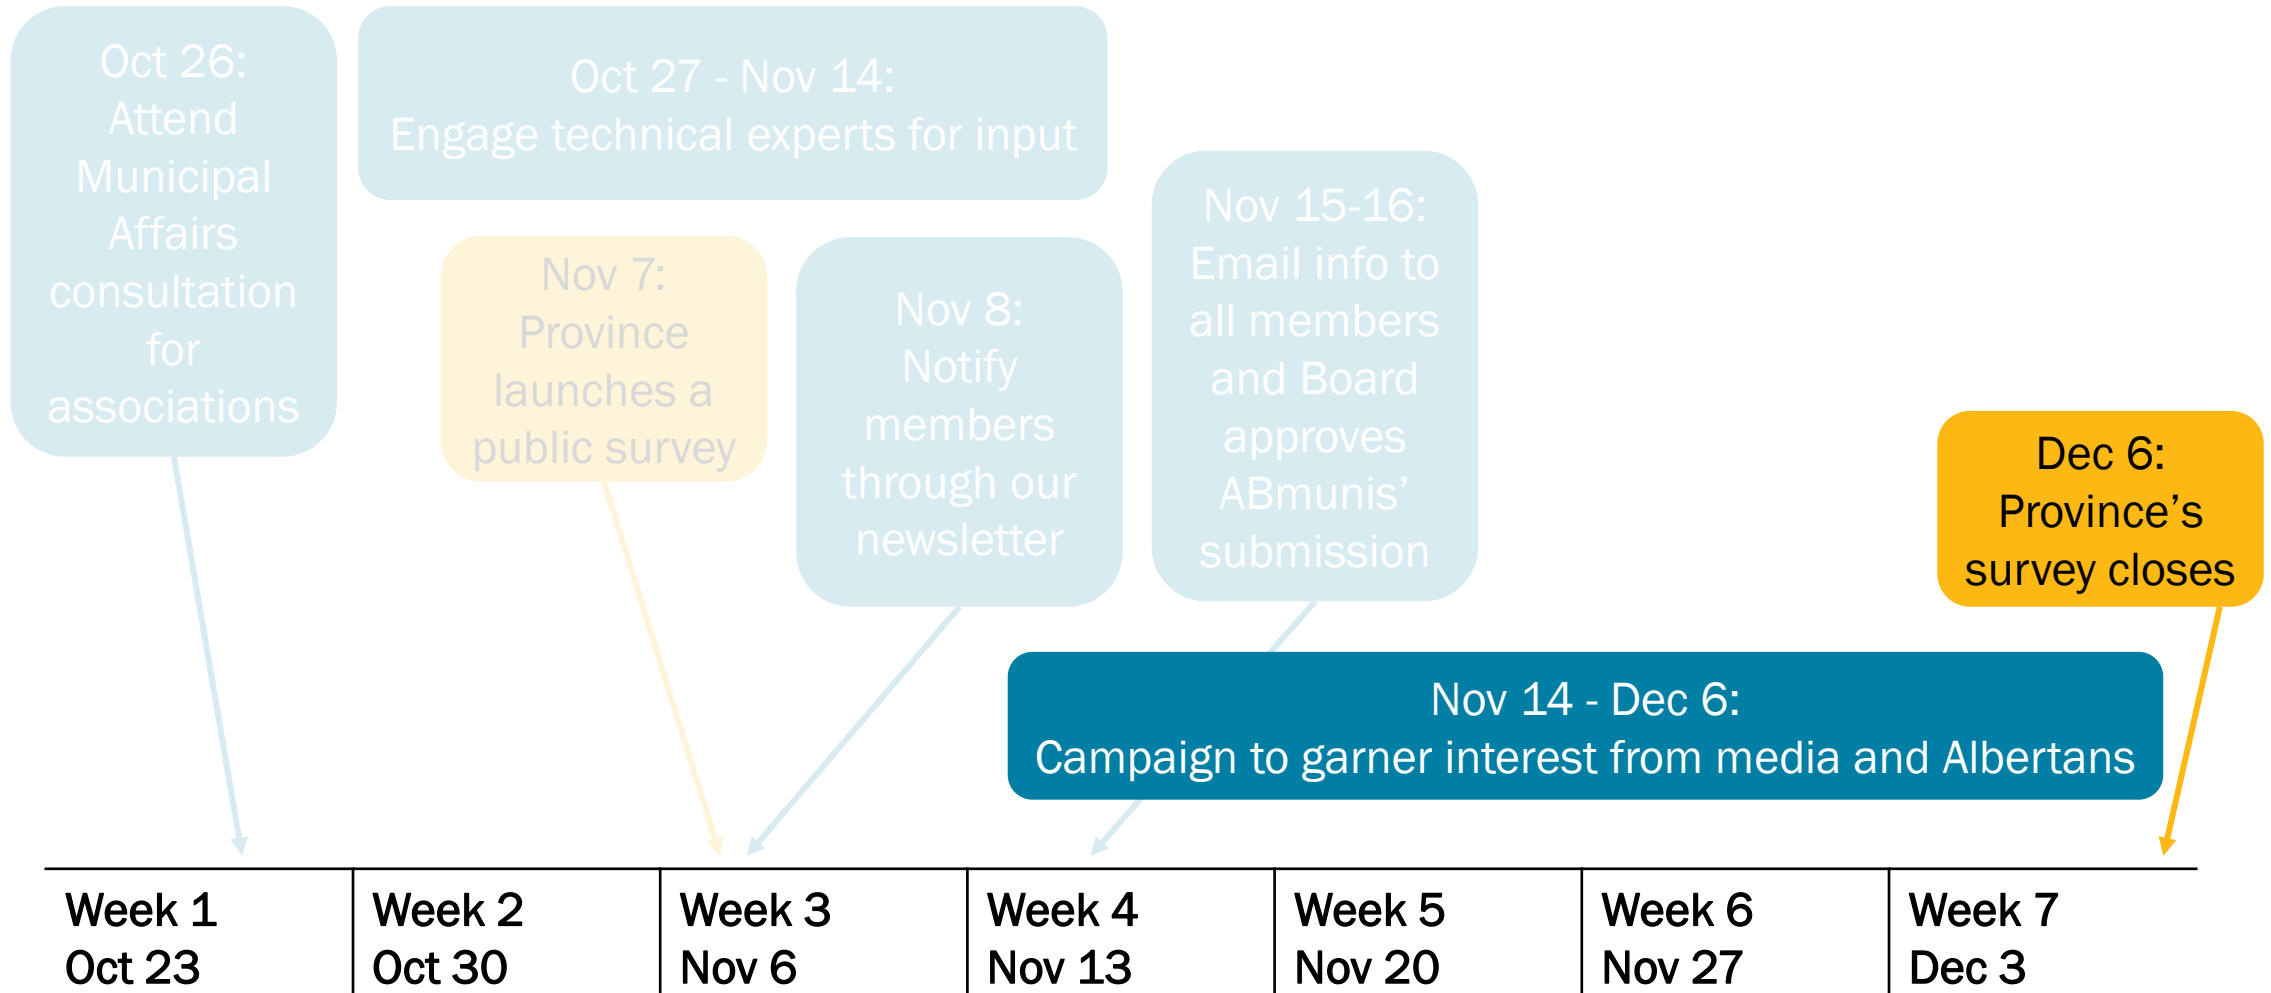 Oct 26:
Attend
Municipal
Affairs
consultation
for
associations
Oct 27 - Nov 14:
Engage technical experts for input
Nov 7:
Province
launches a
public survey
Nov 8:
Notify
members
through our
newsletter
Nov 15-16:
Email info to
all members
and Board
approves
ABmunis’
submission
Dec 6:
Province’s
survey closes
Nov 14 - Dec 6:
Campaign to garner interest from media and Albertans
Week 1
Oct 23
Week 2
Oct 30
Week 3
Nov 6
Week 4
Nov 13
Week 5
Nov 20
Week 6
Nov 27
Week 7
Dec 3